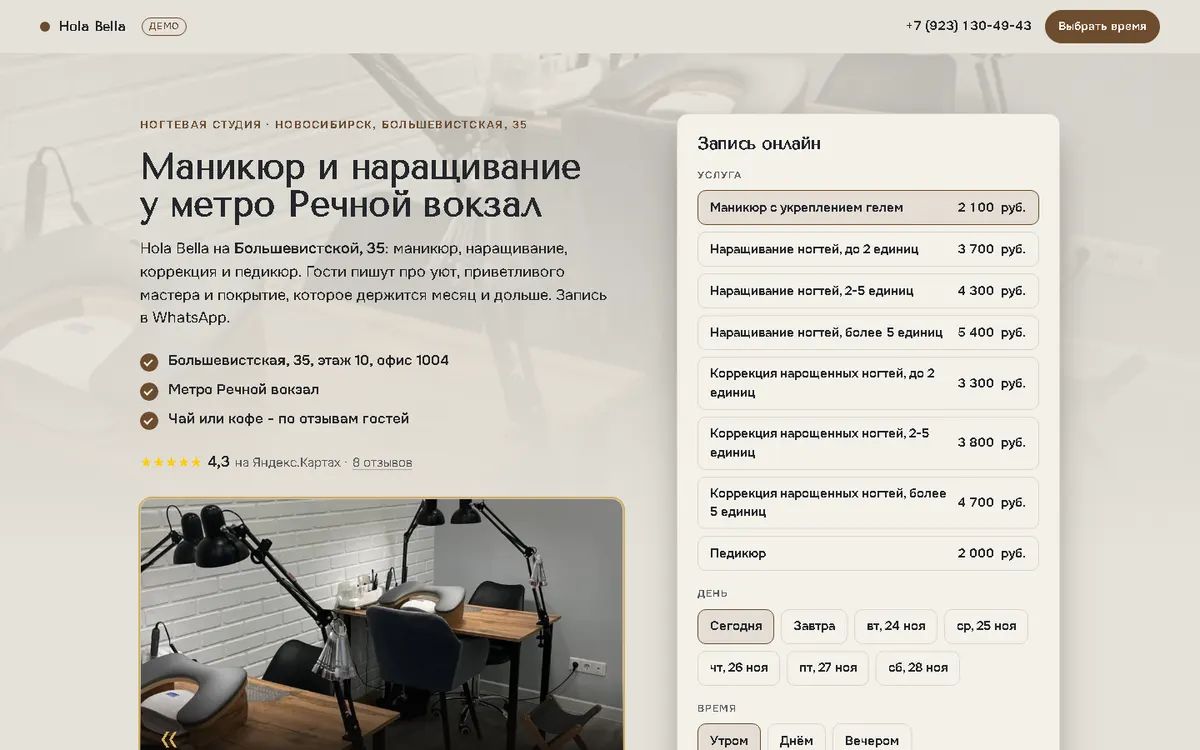 Hola Bella ДЕМО
+7 (923) 130-49-43
Выбрать время
НОГТЕВАЯ СТУДИЯ · НОВОСИБИРСК, БОЛЬШЕВИСТСКАЯ, 35
Маникюр и наращивание
у метро Речной вокзал
Hola Bella на Большевистской, 35: маникюр, наращивание,
коррекция и педикюр. Гости пишут про уют, приветливого
мастера и покрытие, которое держится месяц и дольше. Запись
в WhatsApp.
Большевистская, 35, этаж 10, офис 1004
Метро Речной вокзал
Чай или кофе - по отзывам гостей
★★★★★ 4,3 на Яндекс.Картах · 8 отзывов
Запись онлайн
УСЛУГА
Маникюр с укреплением гелем 2 100 руб.
Наращивание ногтей, до 2 единиц 3 700 руб.
Наращивание ногтей, 2-5 единиц 4 300 руб.
Наращивание ногтей, более 5 единиц 5 400 руб.
Коррекция нарощенных ногтей, до 2
единиц 3 300 руб.
Коррекция нарощенных ногтей, 2-5
единиц 3 800 руб.
Коррекция нарощенных ногтей, более
5 единиц 4 700 руб.
Педикюр 2 000 руб.
ДЕНЬ
Сегодня Завтра вт, 24 ноя ср, 25 ноя
чт, 26 ноя пт, 27 ноя сб, 28 ноя
ВРЕМЯ
Утром Днём Вечером